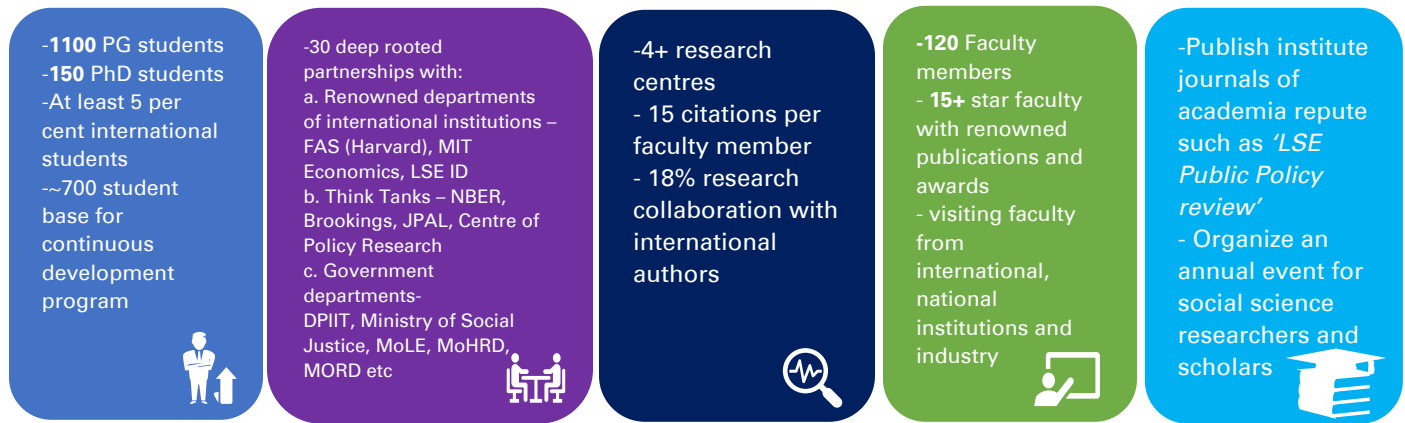 -1100 PG students
-150 PhD students
-At least 5 per
cent international
students
-~700 student
base for
continuous
development
program
-30 deep rooted
partnerships with:
a. Renowned departments
of international institutions –
FAS (Harvard), MIT
Economics, LSE ID
b. Think Tanks – NBER,
Brookings, JPAL, Centre of
Policy Research
c. Government
departments-
DPIIT, Ministry of Social
Justice, MoLE, MoHRD,
MORD etc
-4+ research
centres
- 15 citations per
faculty member
- 18% research
collaboration with
international
authors
-120 Faculty
members
- 15+ star faculty
with renowned
publications and
awards
- visiting faculty
from
international,
national
institutions and
industry
-Publish institute
journals of
academia repute
such as ‘LSE
Public Policy
review’
- Organize an
annual event for
social science
researchers and
scholars